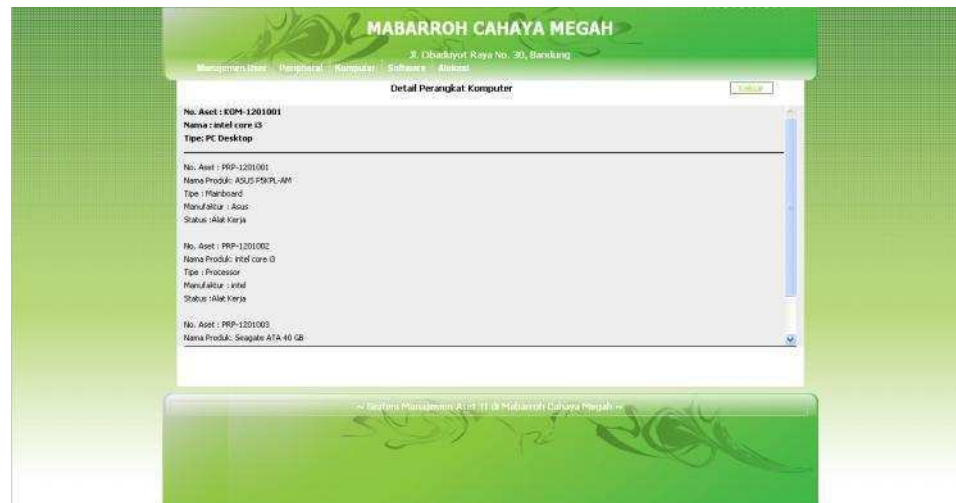 MABARROH CAHAYA MEGAH
Jl. Cibaduyut Raya No. 30, Bandung
Manajemen User Peripheral Komputer Software Alokasi
Detail Perangkat Komputer
No. Aset : KOM-1201001
Nama : intel core i3
Tipe: PC Desktop
No. Aset : PRP-1201001
Nama Produk: ASUS P5KPL-AM
Tipe : Mainboard
Manufaktur : Asus
Status :Alat Kerja
No. Aset : PRP-1201002
Nama Produk: intel core i3
Tipe : Processor
Manufaktur : intel
Status :Alat Kerja
No. Aset : PRP-1201003
Nama Produk: Seagate ATA 40 GB
~ Sistem Manajemen Aset TI di Mabarroh Cahaya Megah ~